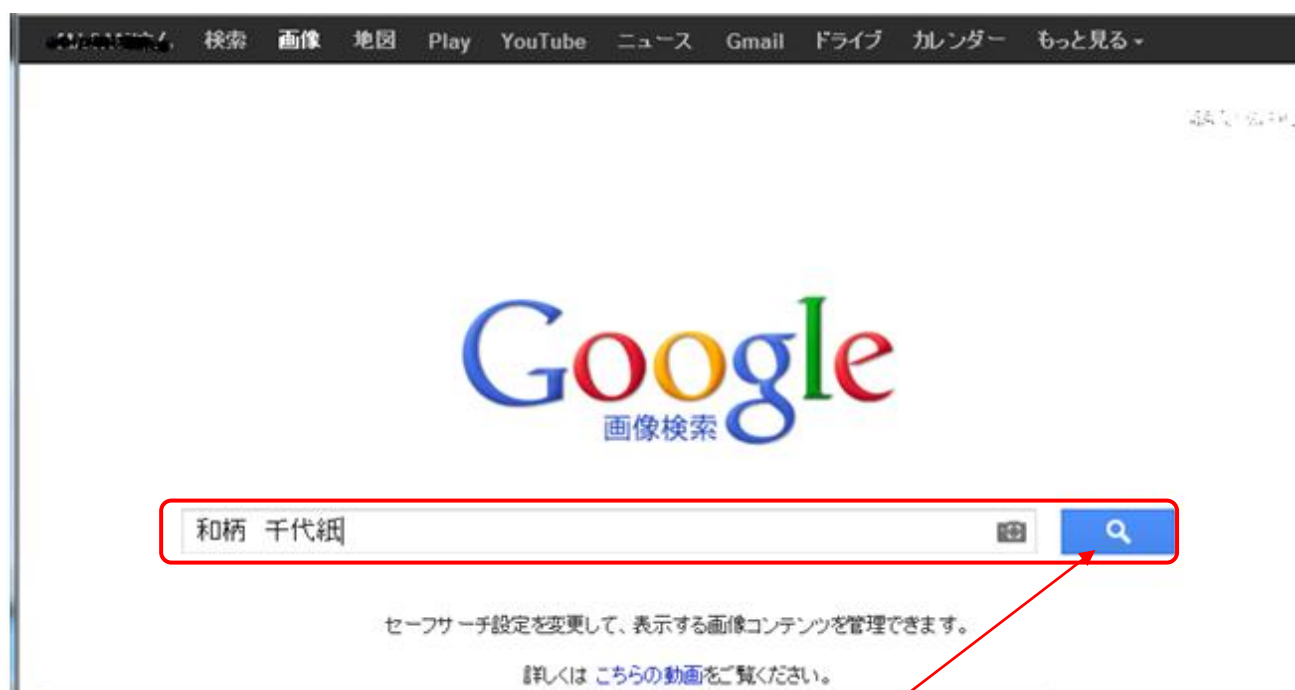 検索 画像 地図 Play YouTube ニュース Gmail ドライブ カレンダー もっと見る
Google
画像検索
和柄 千代紙
セーフサーチ設定を変更して、表示する画像コンテンツを管理できます。
詳しくは こちらの動画をご覧ください。